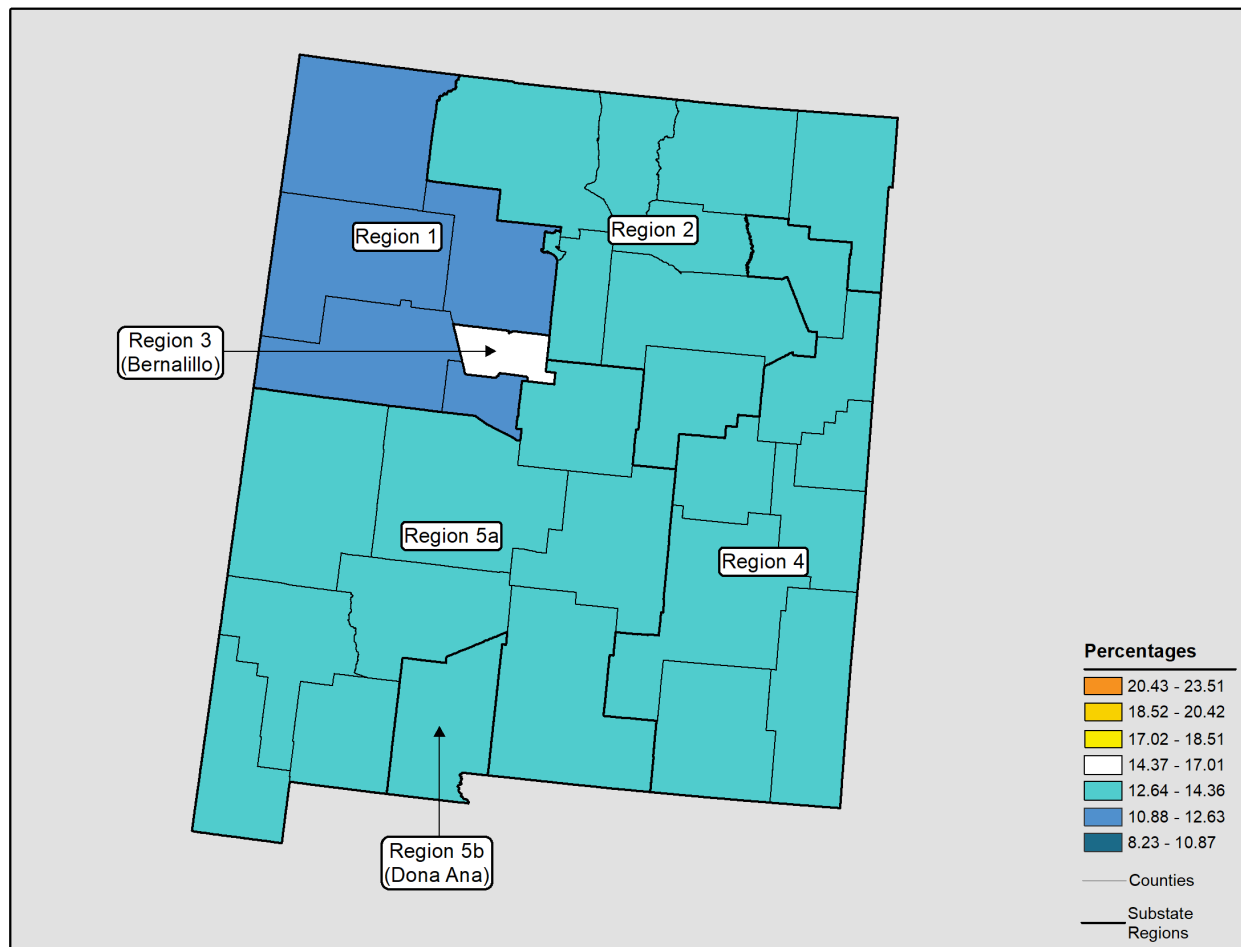 Region 1
Region 2
Region 3
(Bernalillo)
Region 5a
Region 4
Region 5b
(Dona Ana)
Percentages
20.43 - 23.51
18.52 - 20.42
17.02 - 18.51
14.37 - 17.01
12.64 - 14.36
10.88 - 12.63
8.23 - 10.87
Counties
Substate
Regions